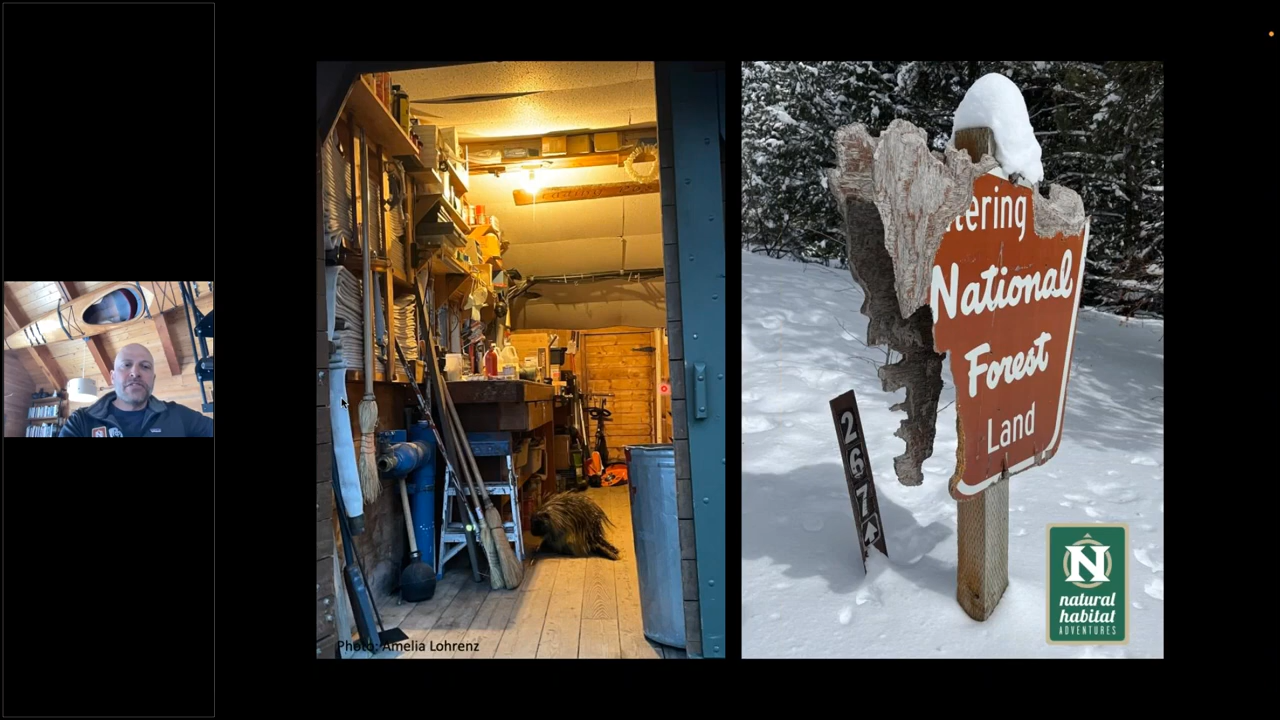 Photo: Amelia Lohrenz
tering
National
Forest
Land
267
N
natural
habitat
ADVENTURES